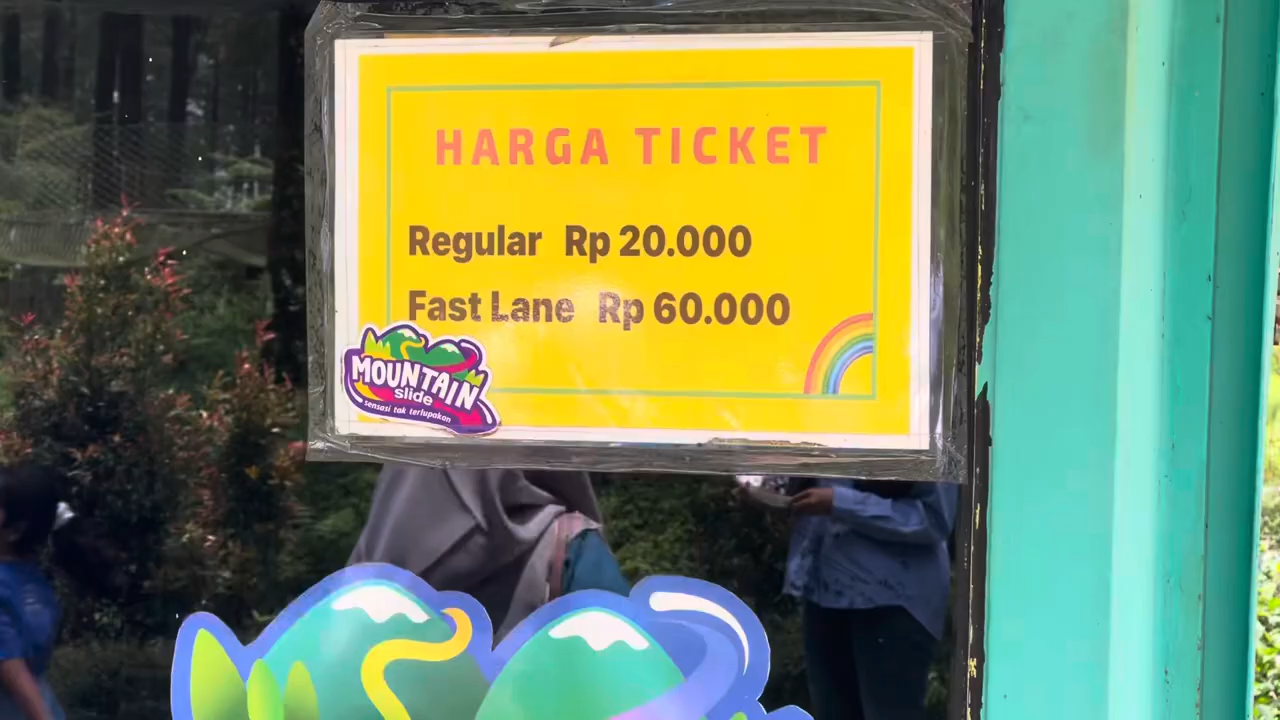 HARGA TICKET
Regular Rp 20.000
Fast Lane Rp 60.000
MOUNTAIN
slide
sensasi tak terlupakan